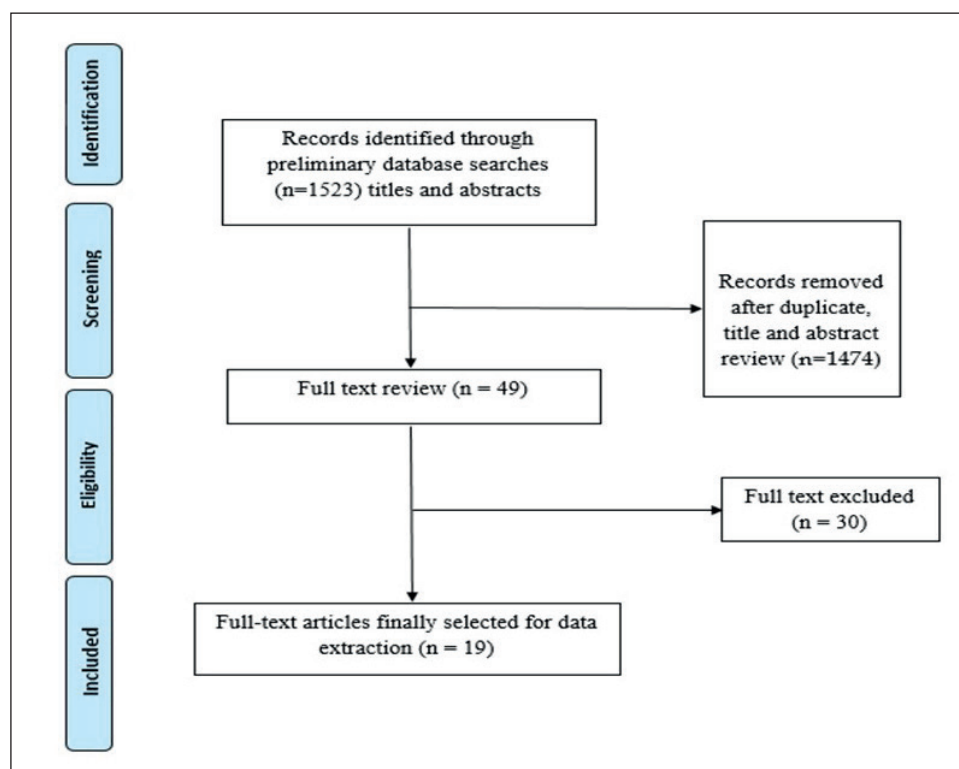 Identification
Records identified through
preliminary database searches
(n=1523) titles and abstracts
Screening
Records removed
after duplicate,
title and abstract
review (n=1474)
Full text review (n = 49)
Eligibility
Full text excluded
(n = 30)
Included
Full-text articles finally selected for data
extraction (n = 19)